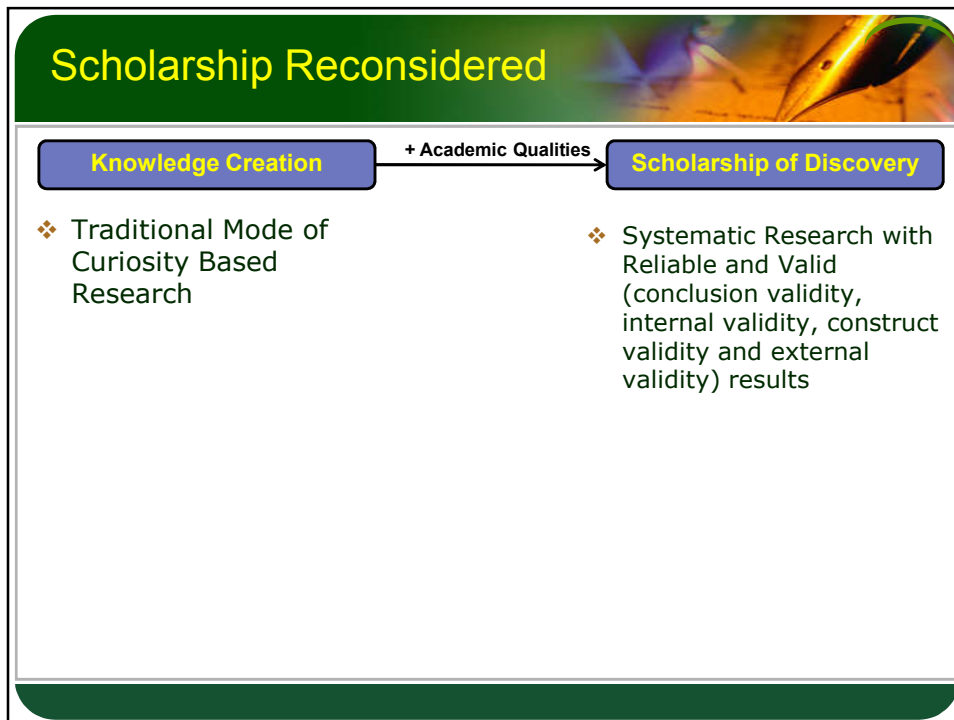 Scholarship Reconsidered
Knowledge Creation
+ Academic Qualities
Scholarship of Discovery
❖ Traditional Mode of
Curiosity Based
Research
❖ Systematic Research with
Reliable and Valid
(conclusion validity,
internal validity, construct
validity and external
validity) results